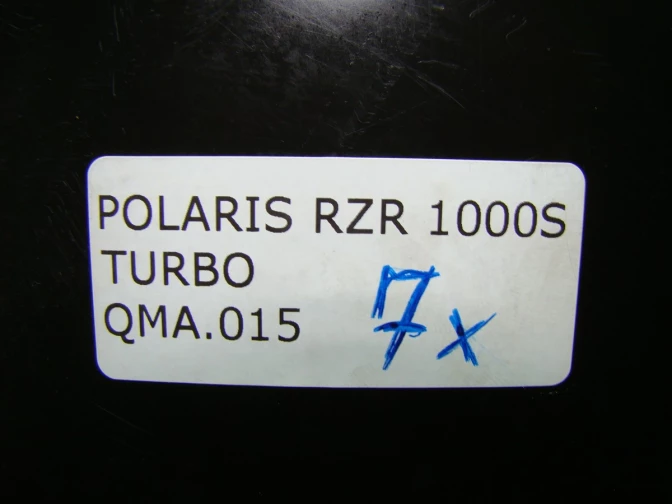 POLARIS RZR 1000S
TURBO
QMA.015
7x